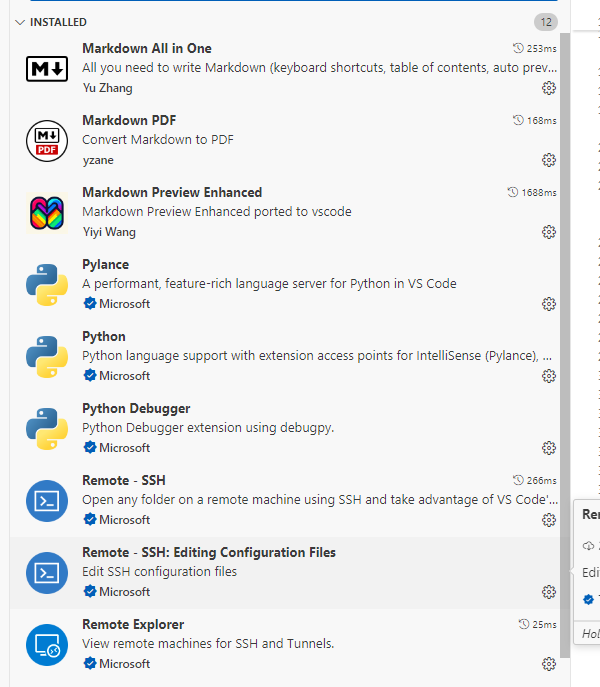 INSTALLED 12
Markdown All in One 253ms
All you need to write Markdown (keyboard shortcuts, table of contents, auto prev...
Yu Zhang
M↓
Markdown PDF 168ms
Convert Markdown to PDF
yzane
M↓
PDF
Markdown Preview Enhanced 1688ms
Markdown Preview Enhanced ported to vscode
Yiyi Wang
Pylance
A performant, feature-rich language server for Python in VS Code
Microsoft
Python
Python language support with extension access points for IntelliSense (Pylance), ...
Microsoft
Python Debugger
Python Debugger extension using debugpy.
Microsoft
Remote - SSH 266ms
Open any folder on a remote machine using SSH and take advantage of VS Code'...
Microsoft
Remote - SSH: Editing Configuration Files
Edit SSH configuration files
Microsoft
Remote Explorer 25ms
View remote machines for SSH and Tunnels.
Microsoft
Rem
Edi
Hol